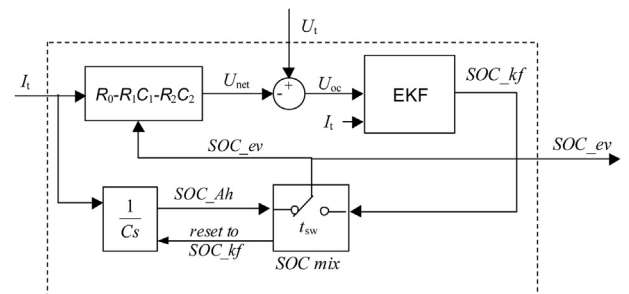 U_t
I_t
R_0-R_1C_1-R_2C_2
U_net
-
+
U_oc
EKF
SOC_kf
I_t
SOC_ev
SOC_ev
1
Cs
SOC_Ah
reset to
SOC_kf
t_sw
SOC mix